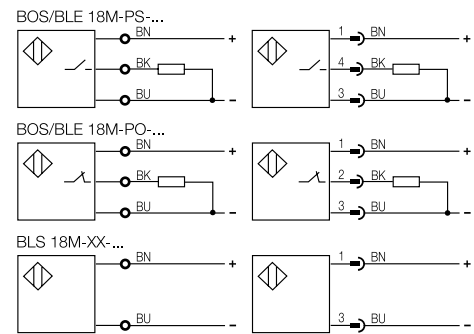 BOS/BLE 18M-PS-...
BN + 1 BN +
BK 4 BK
BU - 3 BU -
BOS/BLE 18M-PO-...
BN + 1 BN +
BK 2 BK
BU - 3 BU -
BLS 18M-XX-...
BN + 1 BN +
BU - 3 BU -